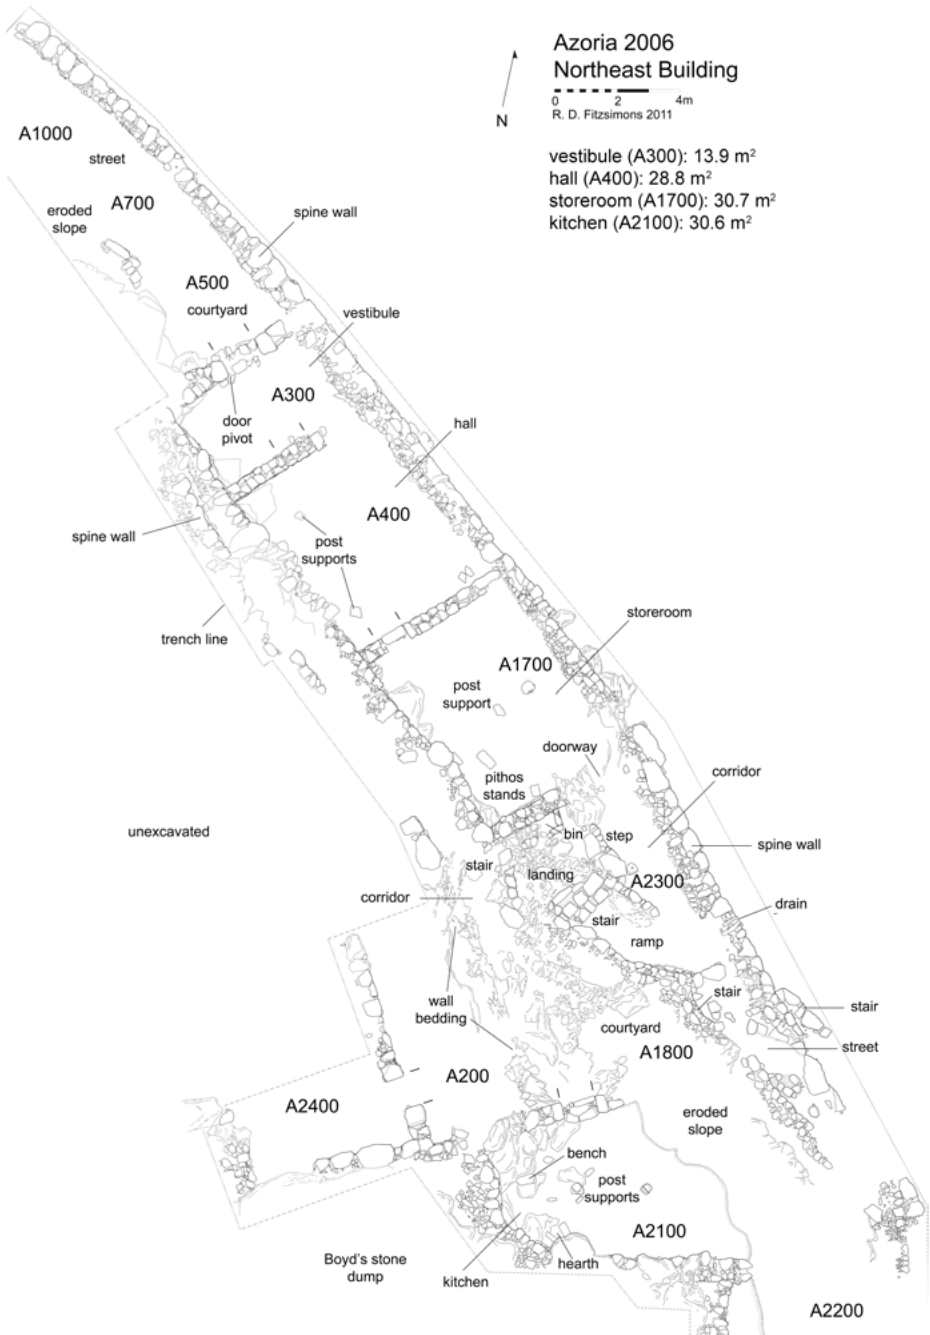 Azoria 2006
Northeast Building
N
0 2 4m
R. D. Fitzsimons 2011
vestibule (A300): 13.9 m²
hall (A400): 28.8 m²
storeroom (A1700): 30.7 m²
kitchen (A2100): 30.6 m²
A1000
street
A700
eroded
slope
spine wall
A500
courtyard
vestibule
A300
door
pivot
hall
A400
spine wall
post
supports
trench line
storeroom
A1700
post
support
doorway
corridor
pithos
stands
unexcavated
bin
step
spine wall
stair
landing
A2300
corridor
drain
stair
ramp
wall
bedding
stair
stair
courtyard
street
A1800
A200
A2400
eroded
slope
bench
post
supports
A2100
Boyd's stone
dump
hearth
kitchen
A2200